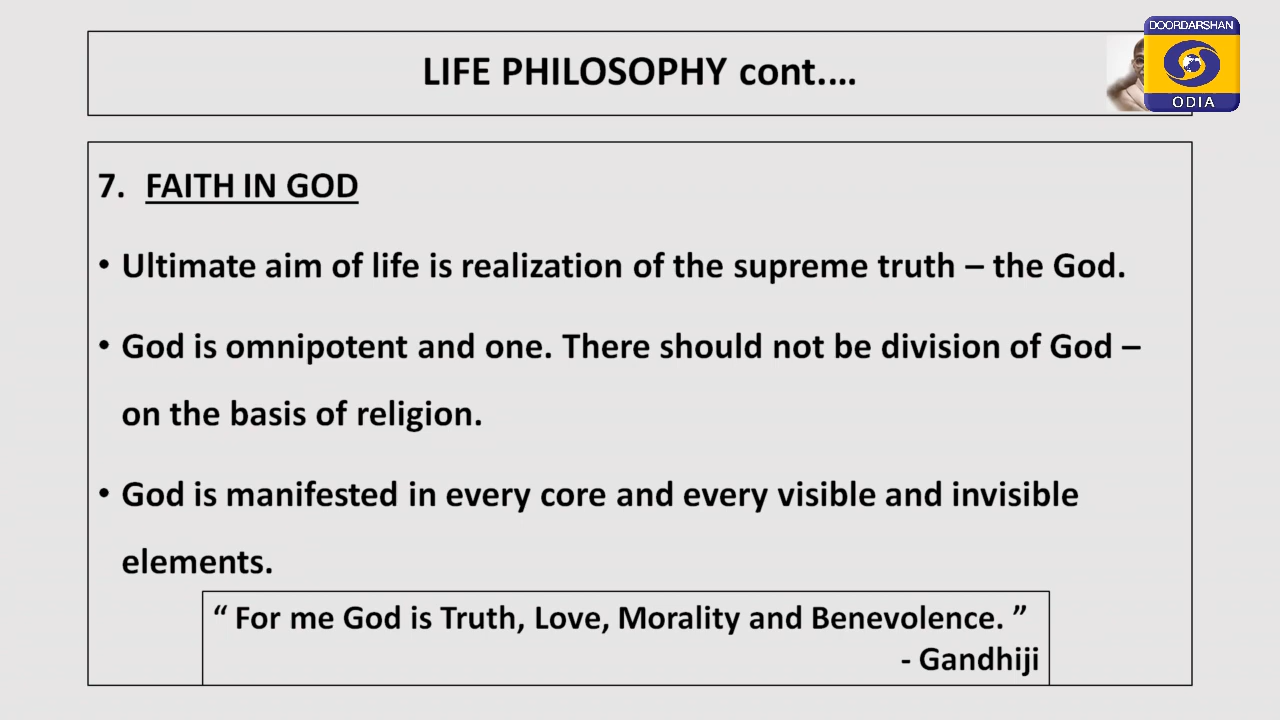 DOORDARSHAN
ODIA
LIFE PHILOSOPHY cont....
7. FAITH IN GOD
• Ultimate aim of life is realization of the supreme truth – the God.
• God is omnipotent and one. There should not be division of God –
on the basis of religion.
• God is manifested in every core and every visible and invisible
elements.
“ For me God is Truth, Love, Morality and Benevolence. ”
- Gandhiji